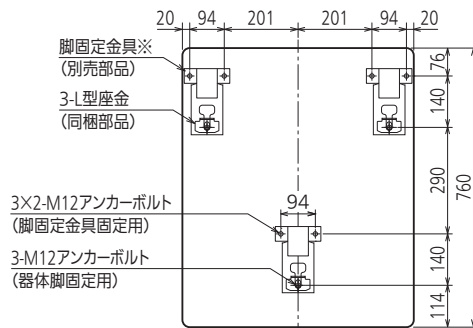 20 94 201 201 94 20
脚固定金具※
(別売部品)
3-L型座金
(同梱部品)
3×2-M12アンカーボルト
(脚固定金具固定用)
3-M12アンカーボルト
(器体脚固定用)
94
76
140
290
760
140
114